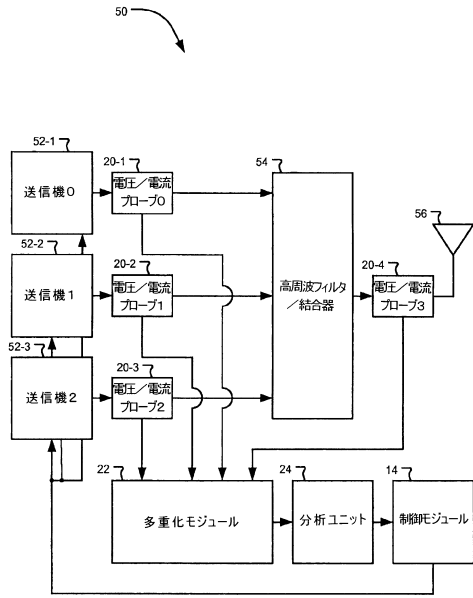 50
52-1
送信機0
20-1
電圧／電流
プローブ0
54
高周波フィルタ
／結合器
56
52-2
送信機1
20-2
電圧／電流
プローブ1
20-4
電圧／電流
プローブ3
52-3
送信機2
20-3
電圧／電流
プローブ2
22
多重化モジュール
24
分析ユニット
14
制御モジュール